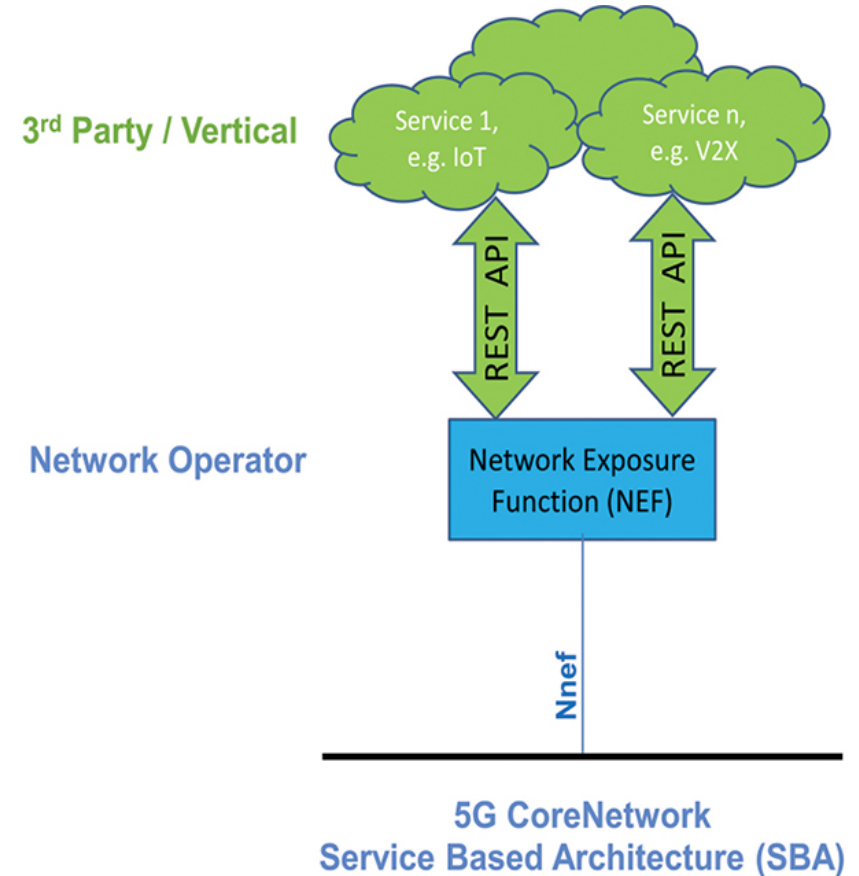 3rd Party / Vertical
Service 1,
e.g. IoT
Service n,
e.g. V2X
REST API
REST API
Network Operator
Network Exposure
Function (NEF)
Nnef
5G CoreNetwork
Service Based Architecture (SBA)